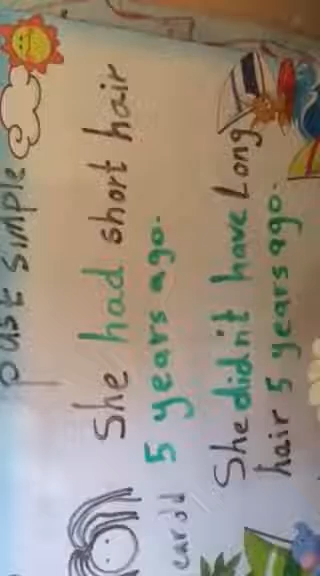 past simple
She had short hair
5 years ago.
She didn't have Long
hair 5 years ago.